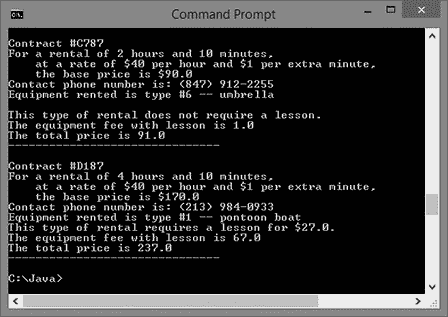 Command Prompt
Contract #C787
For a rental of 2 hours and 10 minutes,
at a rate of $40 per hour and $1 per extra minute,
the base price is $90.0
Contact phone number is: (847) 912-2255
Equipment rented is type #6 -- umbrella
This type of rental does not require a lesson.
The equipment fee with lesson is 1.0
The total price is 91.0
--------------------------------
Contract #D187
For a rental of 4 hours and 10 minutes,
at a rate of $40 per hour and $1 per extra minute,
the base price is $170.0
Contact phone number is: (213) 984-0933
Equipment rented is type #1 -- pontoon boat
This type of rental requires a lesson for $27.0.
The equipment fee with lesson is 67.0
The total price is 237.0
--------------------------------
C:\Java>